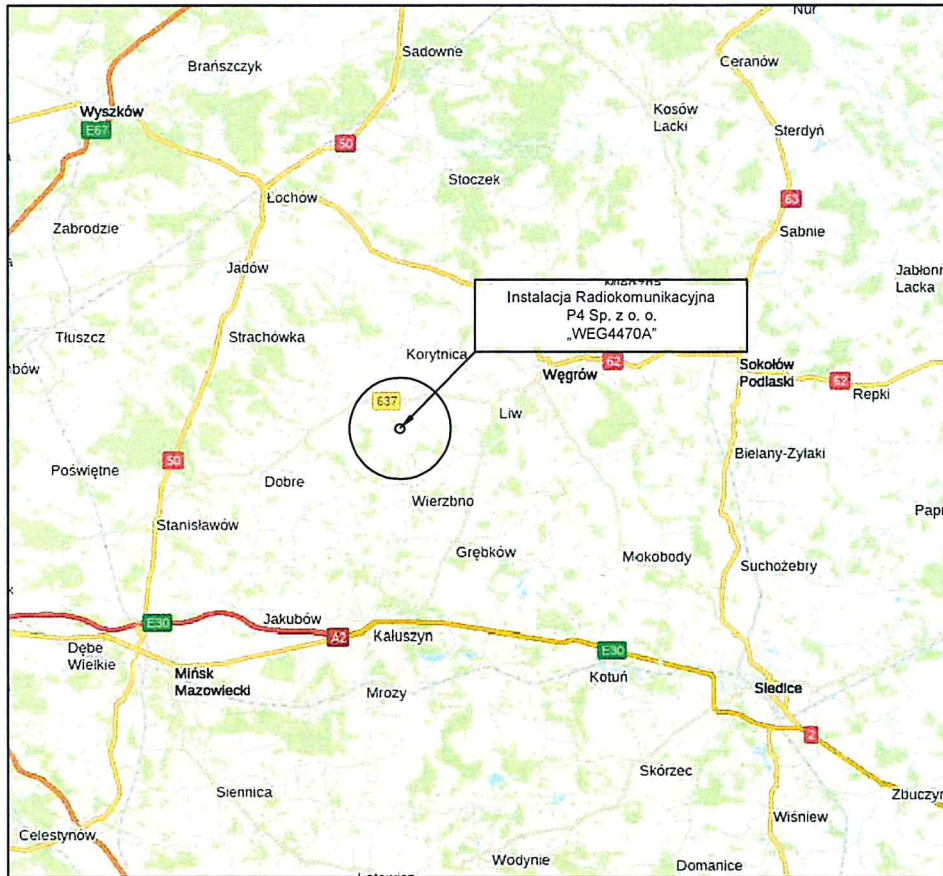 Nur
Sadowne
Ceranów
Brańszczyk
Wyszków
E67
Kosów
Lacki
Sterdyń
50
Stoczek
Łochów
63
Zabrodzie
Sabnie
Jadów
Jabłonn
Lacka
Instalacja Radiokomunikacyjna
P4 Sp. z o. o.
„WEG4470A”
Tłuszcz
Strachówka
Korytnica
62
Węgrów
Sokołów
Podlaski
62
Repki
637
Liw
Bielany-Żyłaki
50
Poświętne
Dobre
Wierzbno
Stanisławów
Grębków
Mokobody
Suchożebry
E30
Jakubów
A2
Kałuszyn
Dębe
Wielkie
E30
Mińsk
Mazowiecki
Mrozy
Kotuń
Siedlce
2
Skórzec
Siennica
Zbuczyn
Wiśniew
Celestynów
Wodynie
Domanice